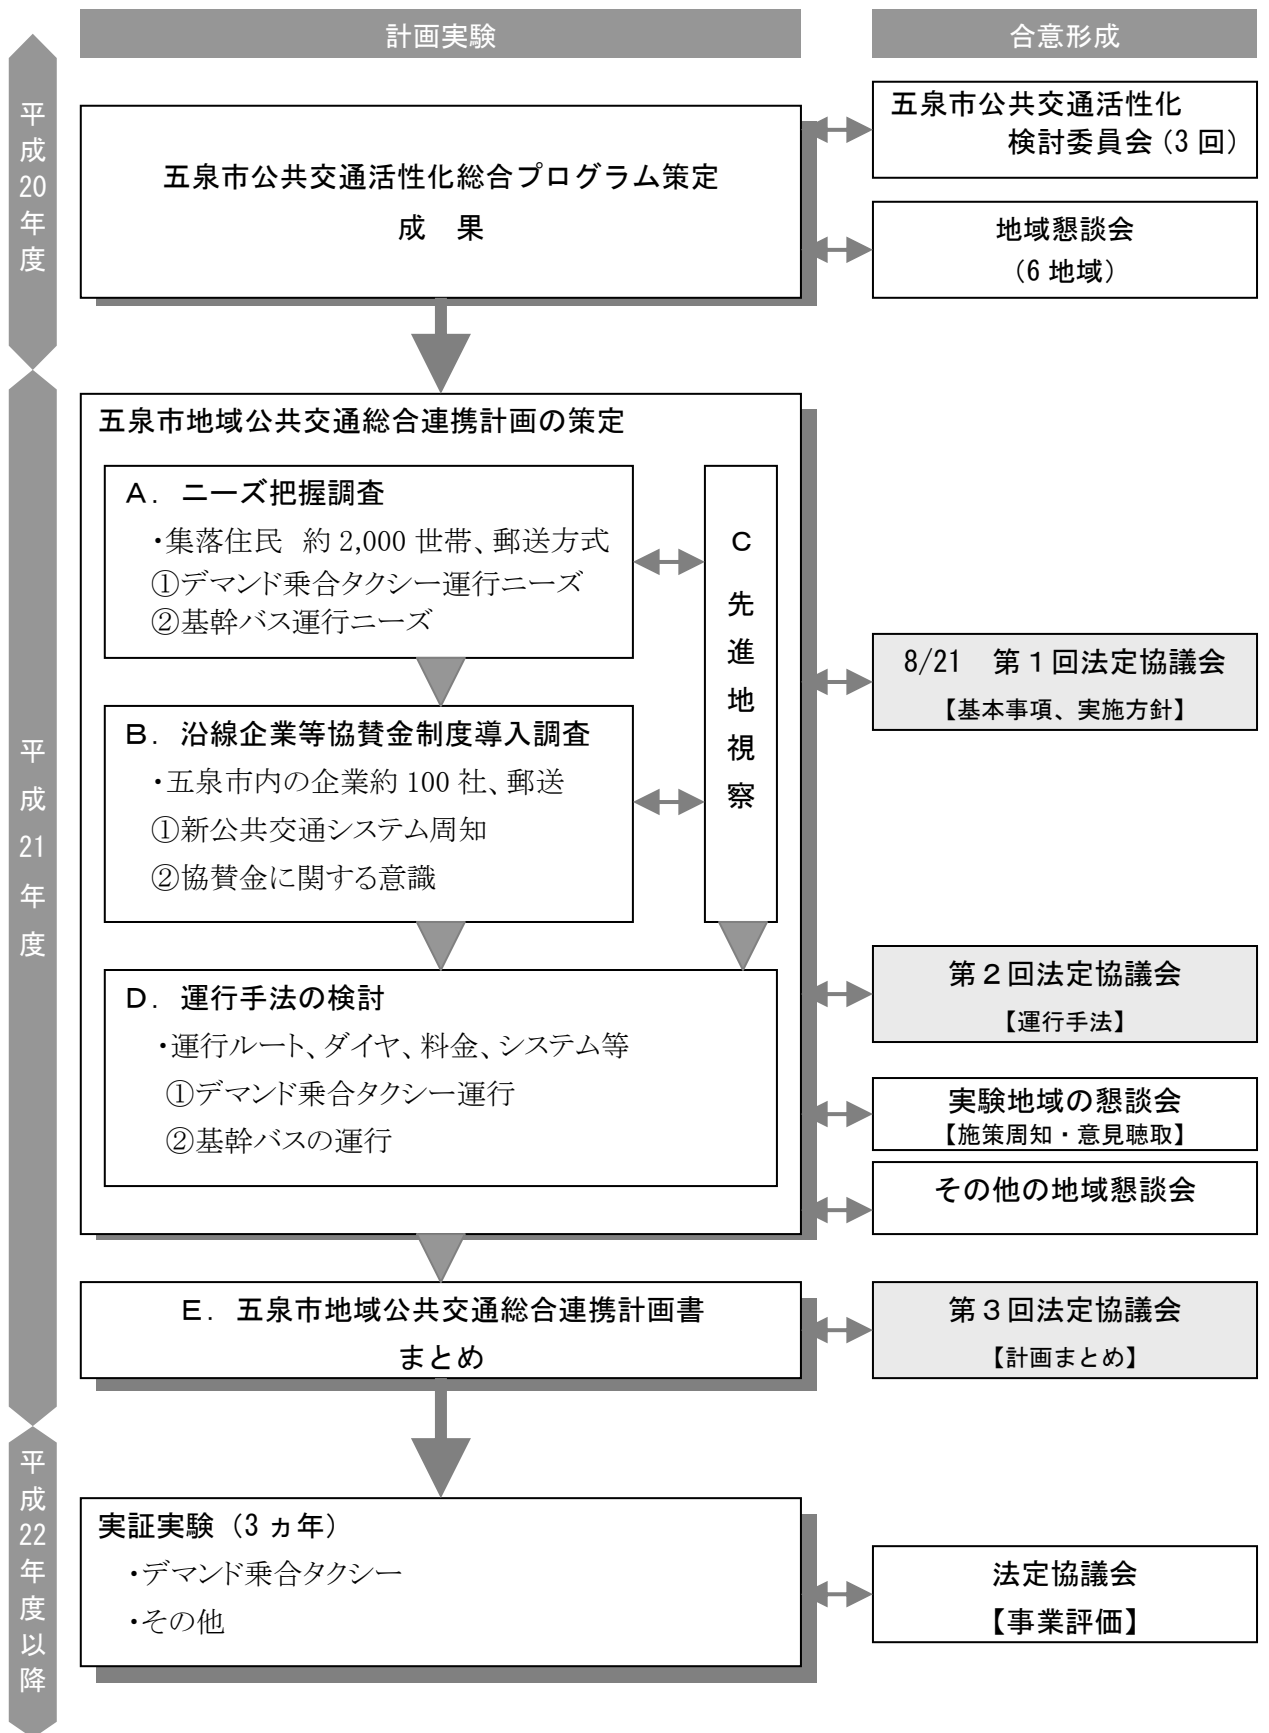 計画実験
合意形成
平成20年度
五泉市公共交通活性化総合プログラム策定
成　果
五泉市公共交通活性化
検討委員会（3 回）
地域懇談会
（6 地域）
平成21年度
五泉市地域公共交通総合連携計画の策定
Ａ．ニーズ把握調査
・集落住民　約 2,000 世帯、郵送方式
①デマンド乗合タクシー運行ニーズ
②基幹バス運行ニーズ
Ｃ先進地視察
Ｂ．沿線企業等協賛金制度導入調査
・五泉市内の企業約 100 社、郵送
①新公共交通システム周知
②協賛金に関する意識
Ｄ．運行手法の検討
・運行ルート、ダイヤ、料金、システム等
①デマンド乗合タクシー運行
②基幹バスの運行
8/21　第１回法定協議会
【基本事項、実施方針】
第２回法定協議会
【運行手法】
実験地域の懇談会
【施策周知・意見聴取】
その他の地域懇談会
Ｅ．五泉市地域公共交通総合連携計画書
まとめ
第３回法定協議会
【計画まとめ】
平成22年度以降
実証実験（3 ヵ年）
・デマンド乗合タクシー
・その他
法定協議会
【事業評価】